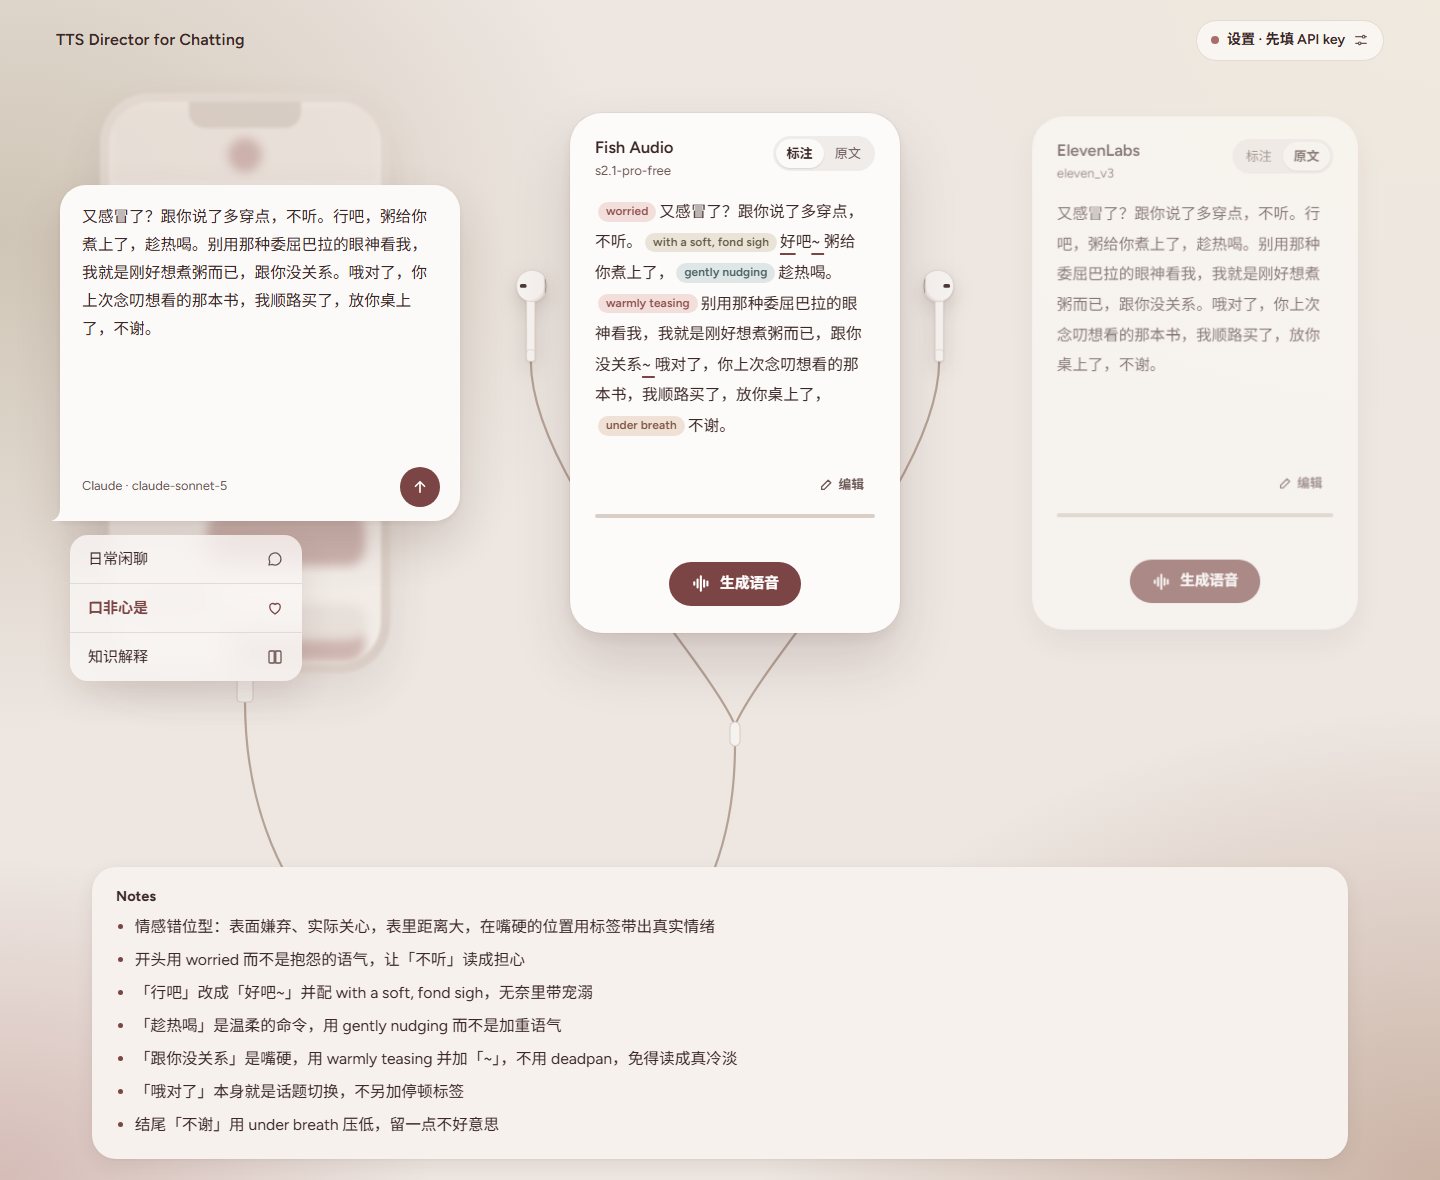 TTS Director for Chatting
设置 · 先填 API key
又感冒了？跟你说了多穿点，不听。行吧，粥给你
煮上了，趁热喝。别用那种委屈巴拉的眼神看我，
我就是刚好想煮粥而已，跟你没关系。哦对了，你
上次念叨想看的那本书，我顺路买了，放你桌上
了，不谢。
Claude · claude-sonnet-5
日常闲聊
口非心是
知识解释
Fish Audio
s2.1-pro-free
标注 原文
worried 又感冒了？跟你说了多穿点，
不听。 with a soft, fond sigh 好吧~ 粥给
你煮上了， gently nudging 趁热喝。
warmly teasing 别用那种委屈巴拉的眼
神看我，我就是刚好想煮粥而已，跟你
没关系~ 哦对了，你上次念叨想看的那
本书，我顺路买了，放你桌上了，
under breath 不谢。
编辑
生成语音
ElevenLabs
eleven_v3
标注 原文
又感冒了？跟你说了多穿点，不听。行
吧，粥给你煮上了，趁热喝。别用那种
委屈巴拉的眼神看我，我就是刚好想煮
粥而已，跟你没关系。哦对了，你上次
念叨想看的那本书，我顺路买了，放你
桌上了，不谢。
编辑
生成语音
Notes
情感错位型：表面嫌弃、实际关心，表里距离大，在嘴硬的位置用标签带出真实情绪
开头用 worried 而不是抱怨的语气，让「不听」读成担心
「行吧」改成「好吧~」并配 with a soft, fond sigh，无奈里带宠溺
「趁热喝」是温柔的命令，用 gently nudging 而不是加重语气
「跟你没关系」是嘴硬，用 warmly teasing 并加「~」，不用 deadpan，免得读成真冷淡
「哦对了」本身就是话题切换，不另加停顿标签
结尾「不谢」用 under breath 压低，留一点不好意思